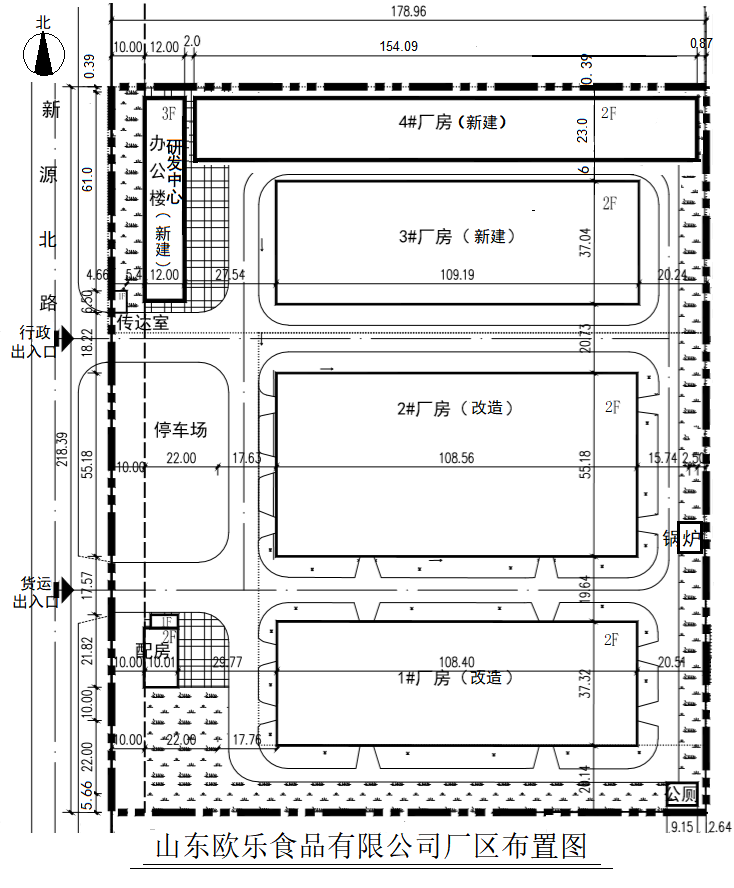 178.96
北
10.00 12.00 2.0 154.09 0.87
0.39
0.39
新源北路
3F
办公楼（新建）
研发中心
4#厂房（新建）
2F
23.0
6
61.0
2F
3#厂房（新建）
37.04
4.66 5.4 12.00 27.54 109.19 20.24
6.50
1F
传运室
行政
出入口
18.22
20.73
2#厂房（改造）
2F
停车场
218.39
55.18
10.00 22.00 17.63 108.56 55.18 15.74 2.50
锅炉
货运
出入口
17.57
19.64
1F
2F
配房
2F
21.82
10.00 10.01 29.77 108.40 20.51
1#厂房（改造）
37.32
10.00
10.00 22.00 17.76
22.00
5.66
20.14
公厕
9.15 2.64
山东欧乐食品有限公司厂区布置图